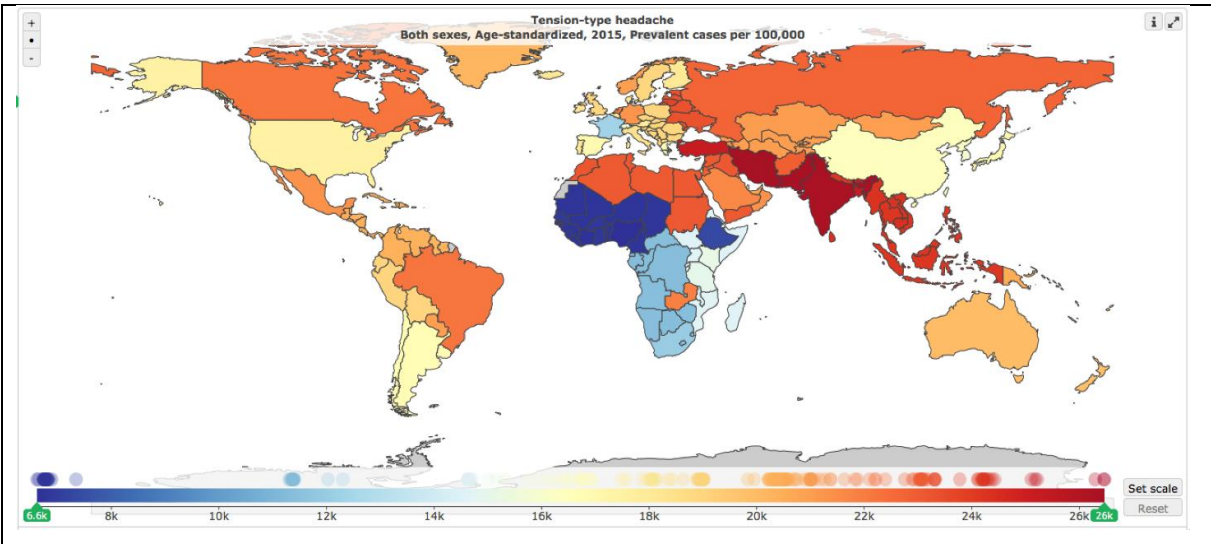 +
Tension-type headache
i
Both sexes, Age-standardized, 2015, Prevalent cases per 100,000
-
Set scale
6.6k 8k 10k 12k 14k 16k 18k 20k 22k 24k 26k 26k
Reset